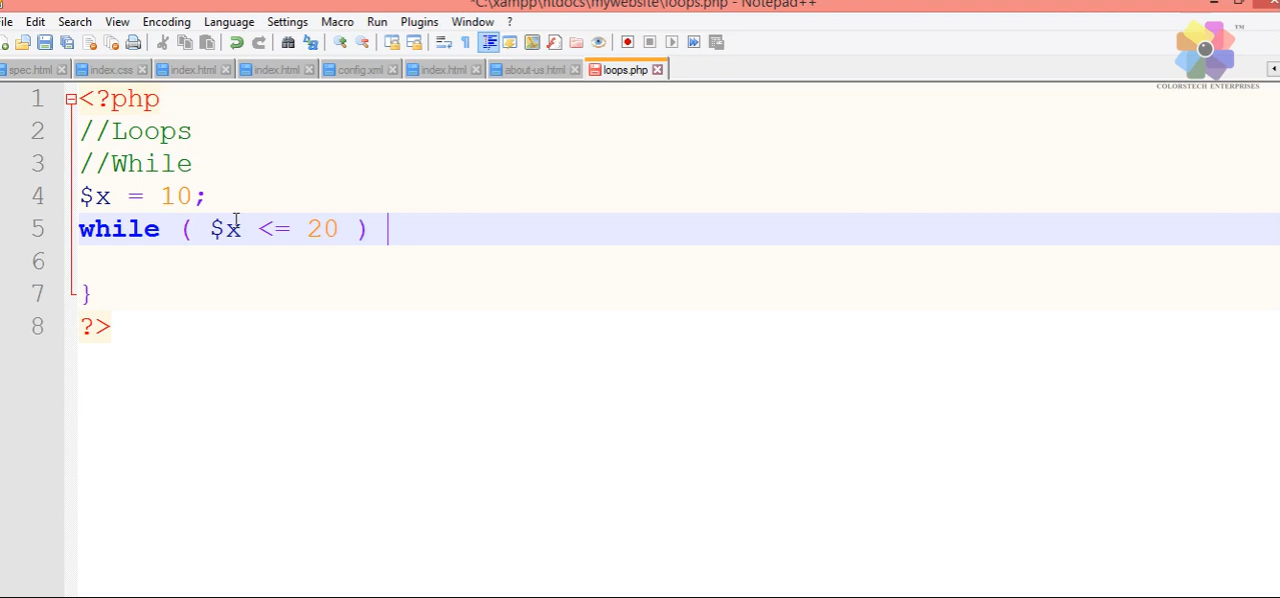 *C:\xampp\htdocs\mywebsite\loops.php - Notepad++
File Edit Search View Encoding Language Settings Macro Run Plugins Window ?
spec.html index.css index.html index.html config.xml index.html about-us.html loops.php
TM
COLORSTECH ENTERPRISES
1 <?php
2 //Loops
3 //While
4 $x = 10;
5 while ( $x <= 20 )
6
7 }
8 ?>